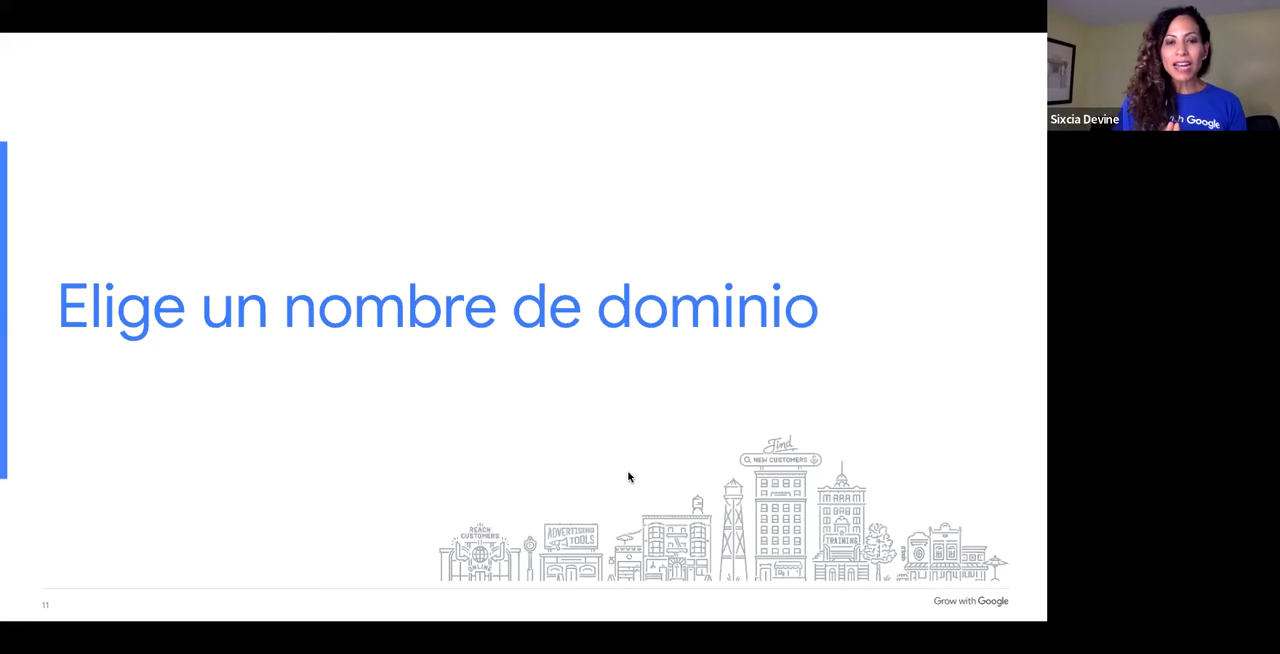 Sixcia Devine
with Google
Elige un nombre de dominio
Find
NEW CUSTOMERS
REACH
CUSTOMERS
ONLINE
ADVERTISING
TOOLS
TRAINING
11
Grow with Google